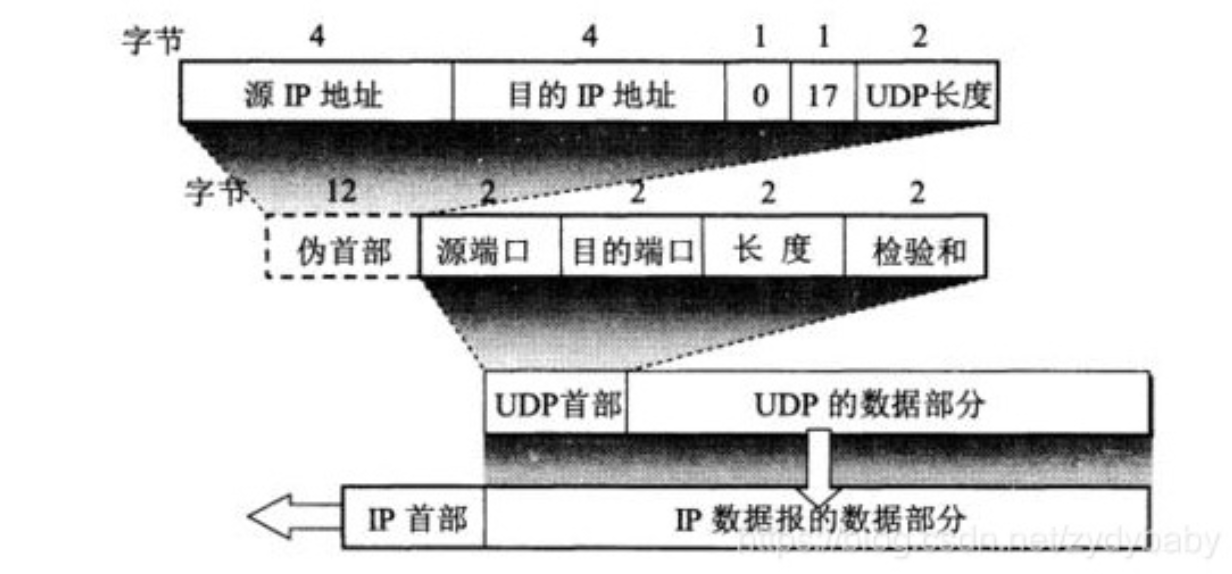 字节 4 4 1 1 2
源 IP 地址 目的 IP 地址 0 17 UDP长度
字节 12 2 2 2 2
伪首部 源端口 目的端口 长 度 检验和
UDP首部 UDP 的数据部分
IP 首部 IP 数据报的数据部分
https://blog.csdn.net/zydybaby